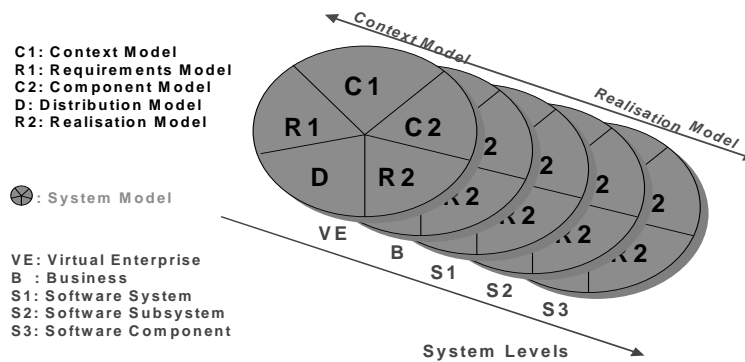 C1: Context Model
R1: Requirements Model
C2: Component Model
D: Distribution Model
R2: Realisation Model
: System Model
VE: Virtual Enterprise
B : Business
S1: Software System
S2: Software Subsystem
S3: Software Component
Context Model
Realisation Model
C1
R1
C2
D
R2
2
R2
2
R2
2
R2
2
R2
VE
B
S1
S2
S3
System Levels